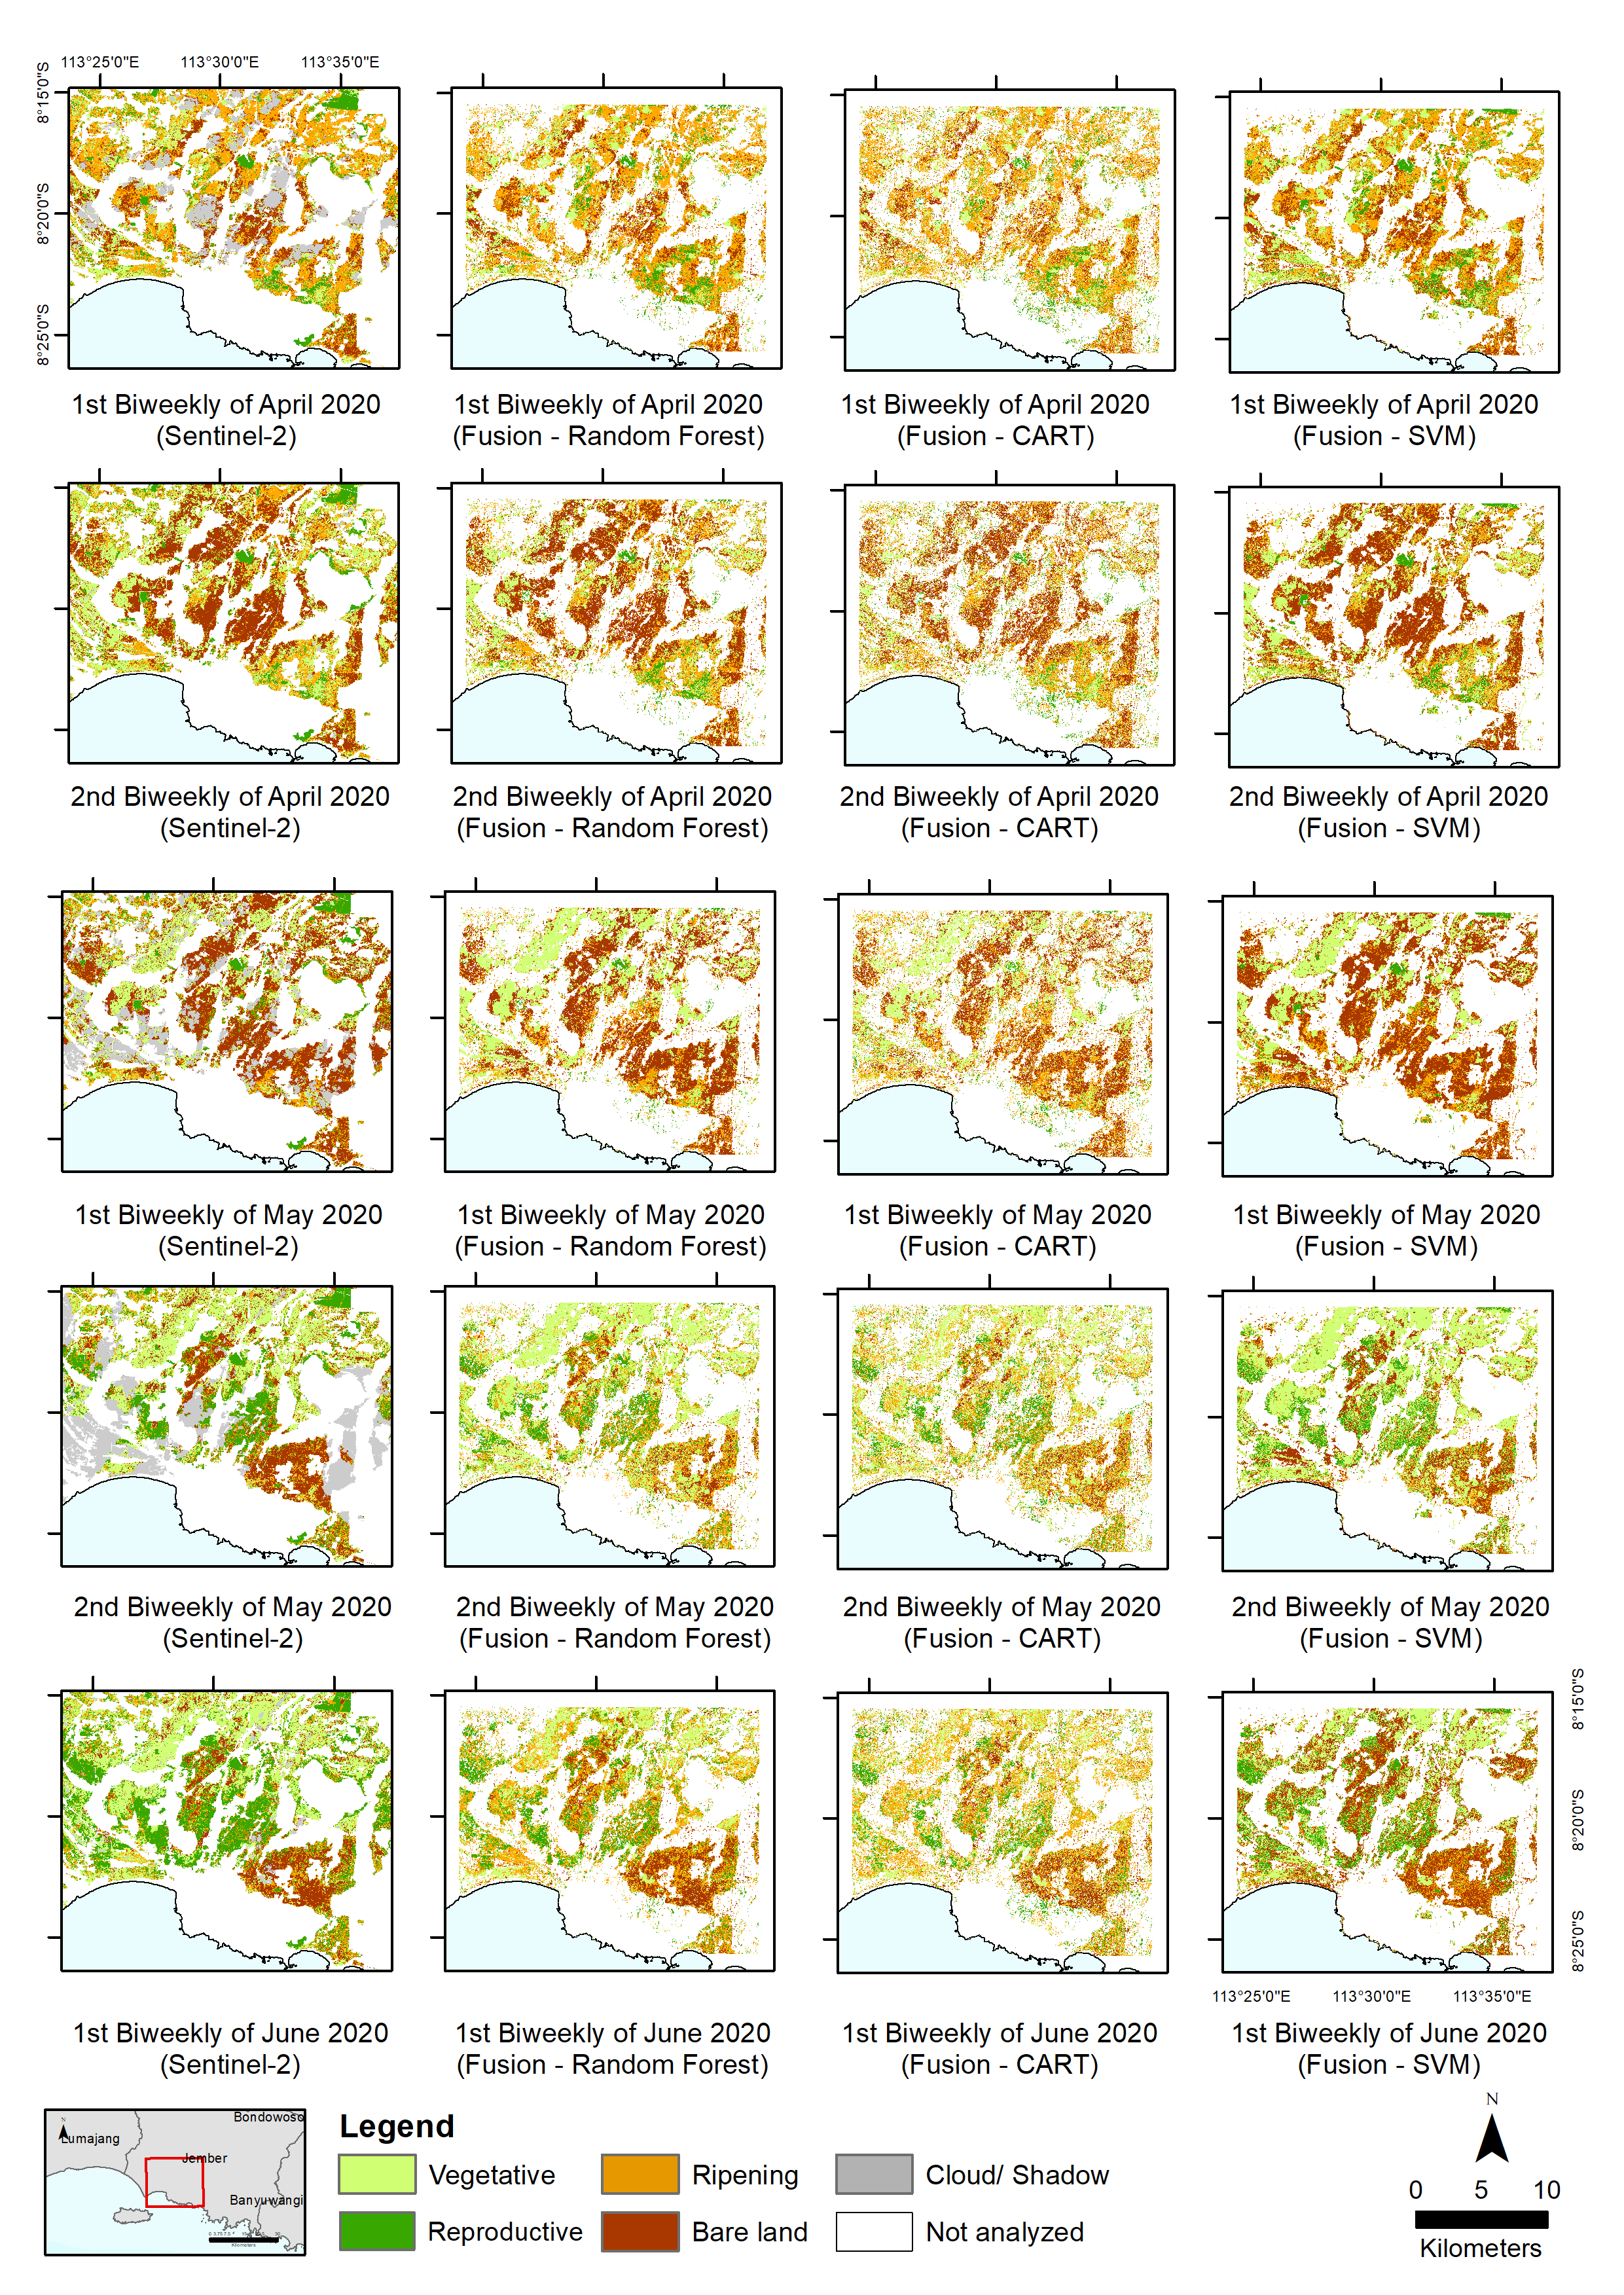 113°25'0"E 113°30'0"E 113°35'0"E
8°15'0"S
8°20'0"S
8°25'0"S
1st Biweekly of April 2020
(Sentinel-2)
1st Biweekly of April 2020
(Fusion - Random Forest)
1st Biweekly of April 2020
(Fusion - CART)
1st Biweekly of April 2020
(Fusion - SVM)
2nd Biweekly of April 2020
(Sentinel-2)
2nd Biweekly of April 2020
(Fusion - Random Forest)
2nd Biweekly of April 2020
(Fusion - CART)
2nd Biweekly of April 2020
(Fusion - SVM)
1st Biweekly of May 2020
(Sentinel-2)
1st Biweekly of May 2020
(Fusion - Random Forest)
1st Biweekly of May 2020
(Fusion - CART)
1st Biweekly of May 2020
(Fusion - SVM)
2nd Biweekly of May 2020
(Sentinel-2)
2nd Biweekly of May 2020
(Fusion - Random Forest)
2nd Biweekly of May 2020
(Fusion - CART)
2nd Biweekly of May 2020
(Fusion - SVM)
8°15'0"S
8°20'0"S
8°25'0"S
113°25'0"E 113°30'0"E 113°35'0"E
1st Biweekly of June 2020
(Sentinel-2)
1st Biweekly of June 2020
(Fusion - Random Forest)
1st Biweekly of June 2020
(Fusion - CART)
1st Biweekly of June 2020
(Fusion - SVM)
N
Bondowoso
Lumajang
Jember
Banyuwangi
Kilometers
Legend
Vegetative
Ripening
Cloud/ Shadow
Reproductive
Bare land
Not analyzed
N
0 5 10
Kilometers